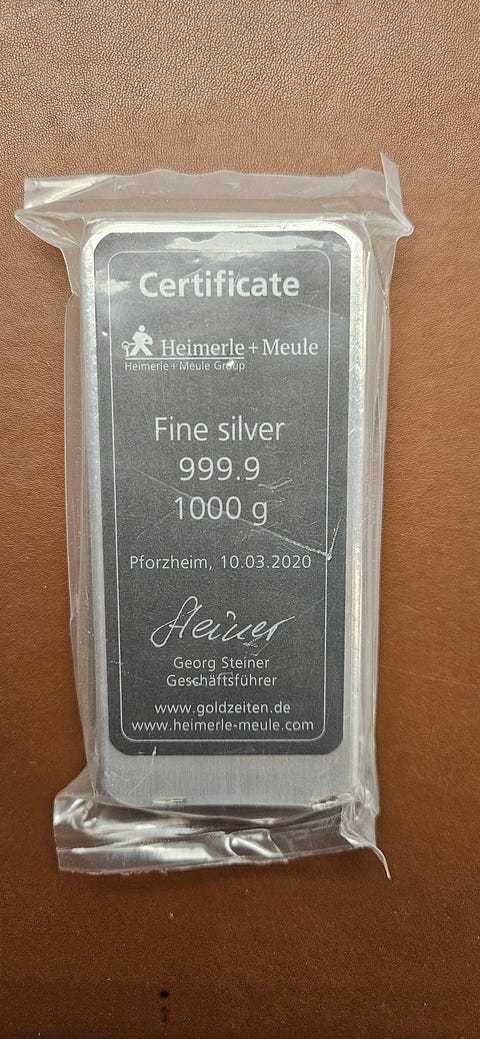 Certificate
Heimerle + Meule
Heimerle + Meule Group
Fine silver
999.9
1000 g
Pforzheim, 10.03.2020
Steiner
Georg Steiner
Geschäftsführer
www.goldzeiten.de
www.heimerle-meule.com